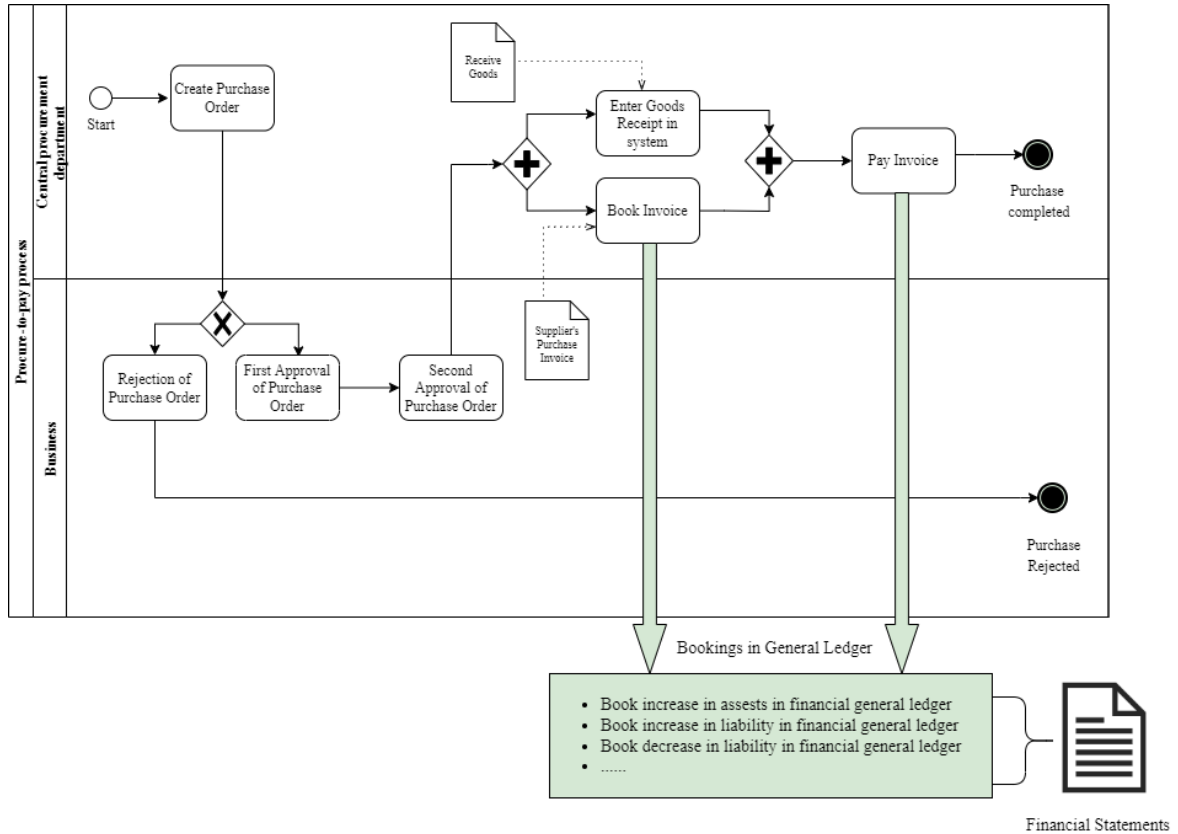 Procure-to-pay process
Central procurement
department
Business
Start
Create Purchase
Order
Receive
Goods
Enter Goods
Receipt in
system
Book Invoice
Pay Invoice
Purchase
completed
Supplier's
Purchase
Invoice
Rejection of
Purchase Order
First Approval
of Purchase
Order
Second
Approval of
Purchase Order
Purchase
Rejected
Bookings in General Ledger
• Book increase in assests in financial general ledger
• Book increase in liability in financial general ledger
• Book decrease in liability in financial general ledger
• ......
Financial Statements